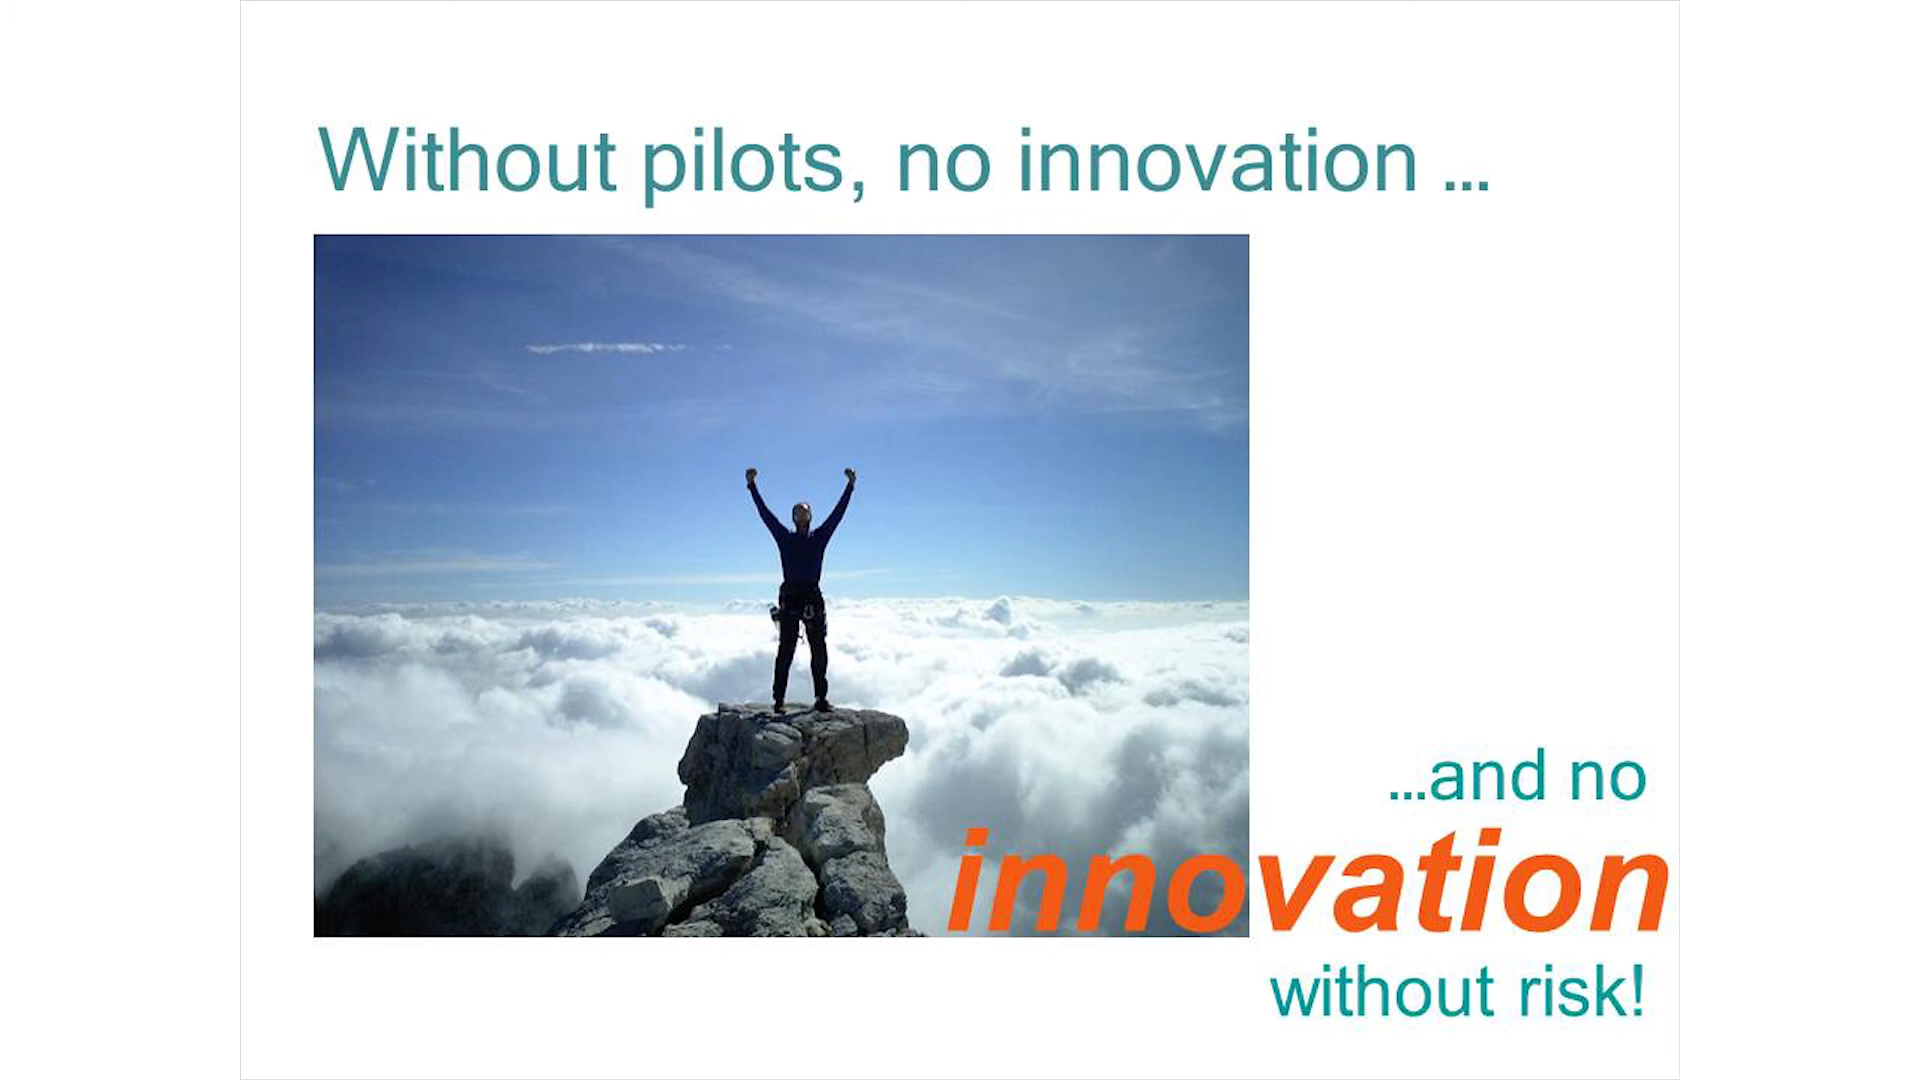 Without pilots, no innovation ...
...and no
innovation
without risk!